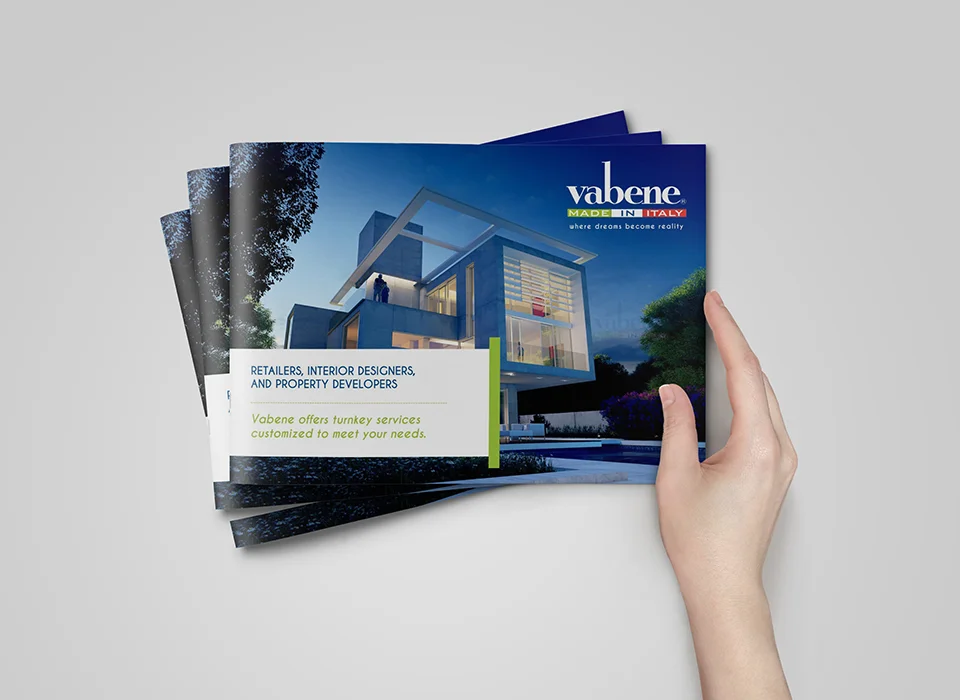 vabene®
MADE IN ITALY
where dreams become reality
RETAILERS, INTERIOR DESIGNERS,
AND PROPERTY DEVELOPERS
Vabene offers turnkey services
customized to meet your needs.